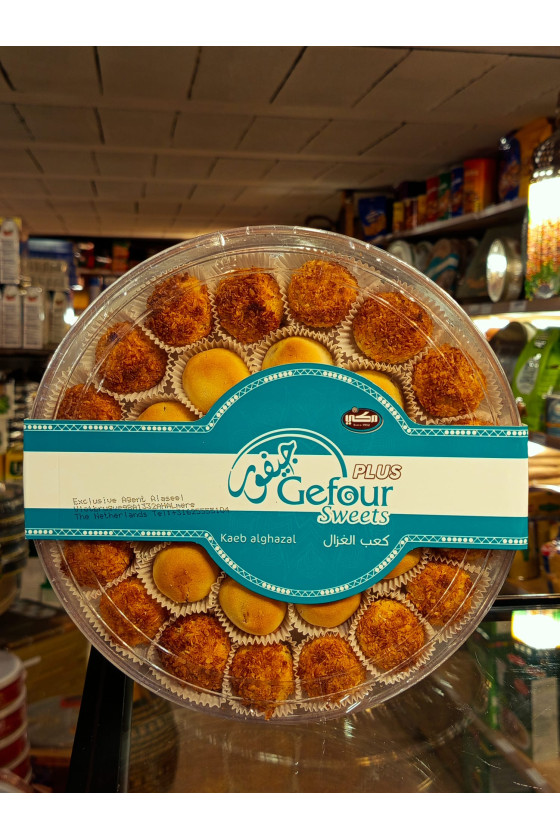 جيفور
PLUS
Gefour
Sweets
Kaeb alghazal
كعب الغزال
Exclusive Agent Alaseel
The Netherlands